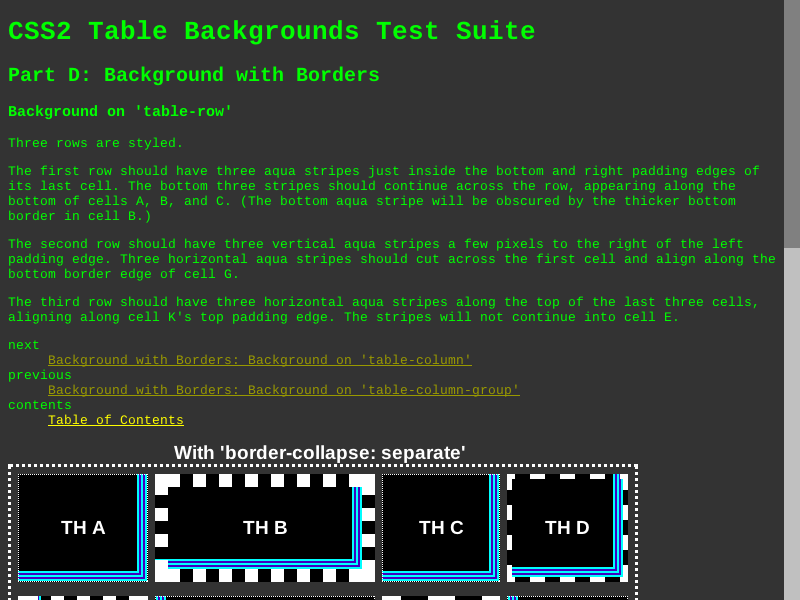 CSS2 Table Backgrounds Test Suite
Part D: Background with Borders
Background on 'table-row'
Three rows are styled.
The first row should have three aqua stripes just inside the bottom and right padding edges of
its last cell. The bottom three stripes should continue across the row, appearing along the
bottom of cells A, B, and C. (The bottom aqua stripe will be obscured by the thicker bottom
border in cell B.)
The second row should have three vertical aqua stripes a few pixels to the right of the left
padding edge. Three horizontal aqua stripes should cut across the first cell and align along the
bottom border edge of cell G.
The third row should have three horizontal aqua stripes along the top of the last three cells,
aligning along cell K's top padding edge. The stripes will not continue into cell E.
next
Background with Borders: Background on 'table-column'
previous
Background with Borders: Background on 'table-column-group'
contents
Table of Contents
With 'border-collapse: separate'
TH A TH B TH C TH D